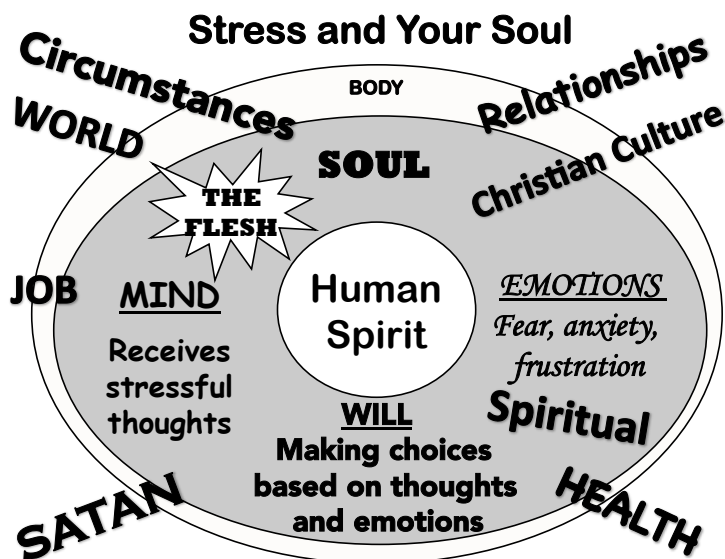 Stress and Your Soul
Circumstances
BODY
Relationships
WORLD
Christian Culture
SOUL
THE
FLESH
JOB
MIND
Receives
stressful
thoughts
Human
Spirit
EMOTIONS
Fear, anxiety,
frustration
Spiritual
WILL
Making choices
based on thoughts
and emotions
SATAN
HEALTH